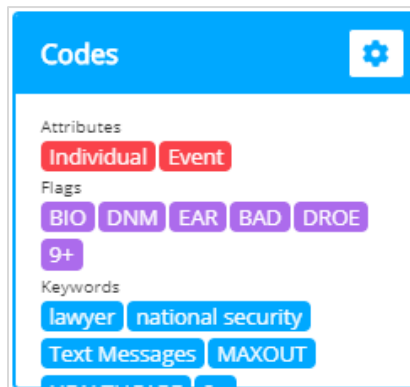 Codes
Attributes
Individual Event
Flags
BIO DNM EAR BAD DROE
9+
Keywords
lawyer national security
Text Messages MAXOUT